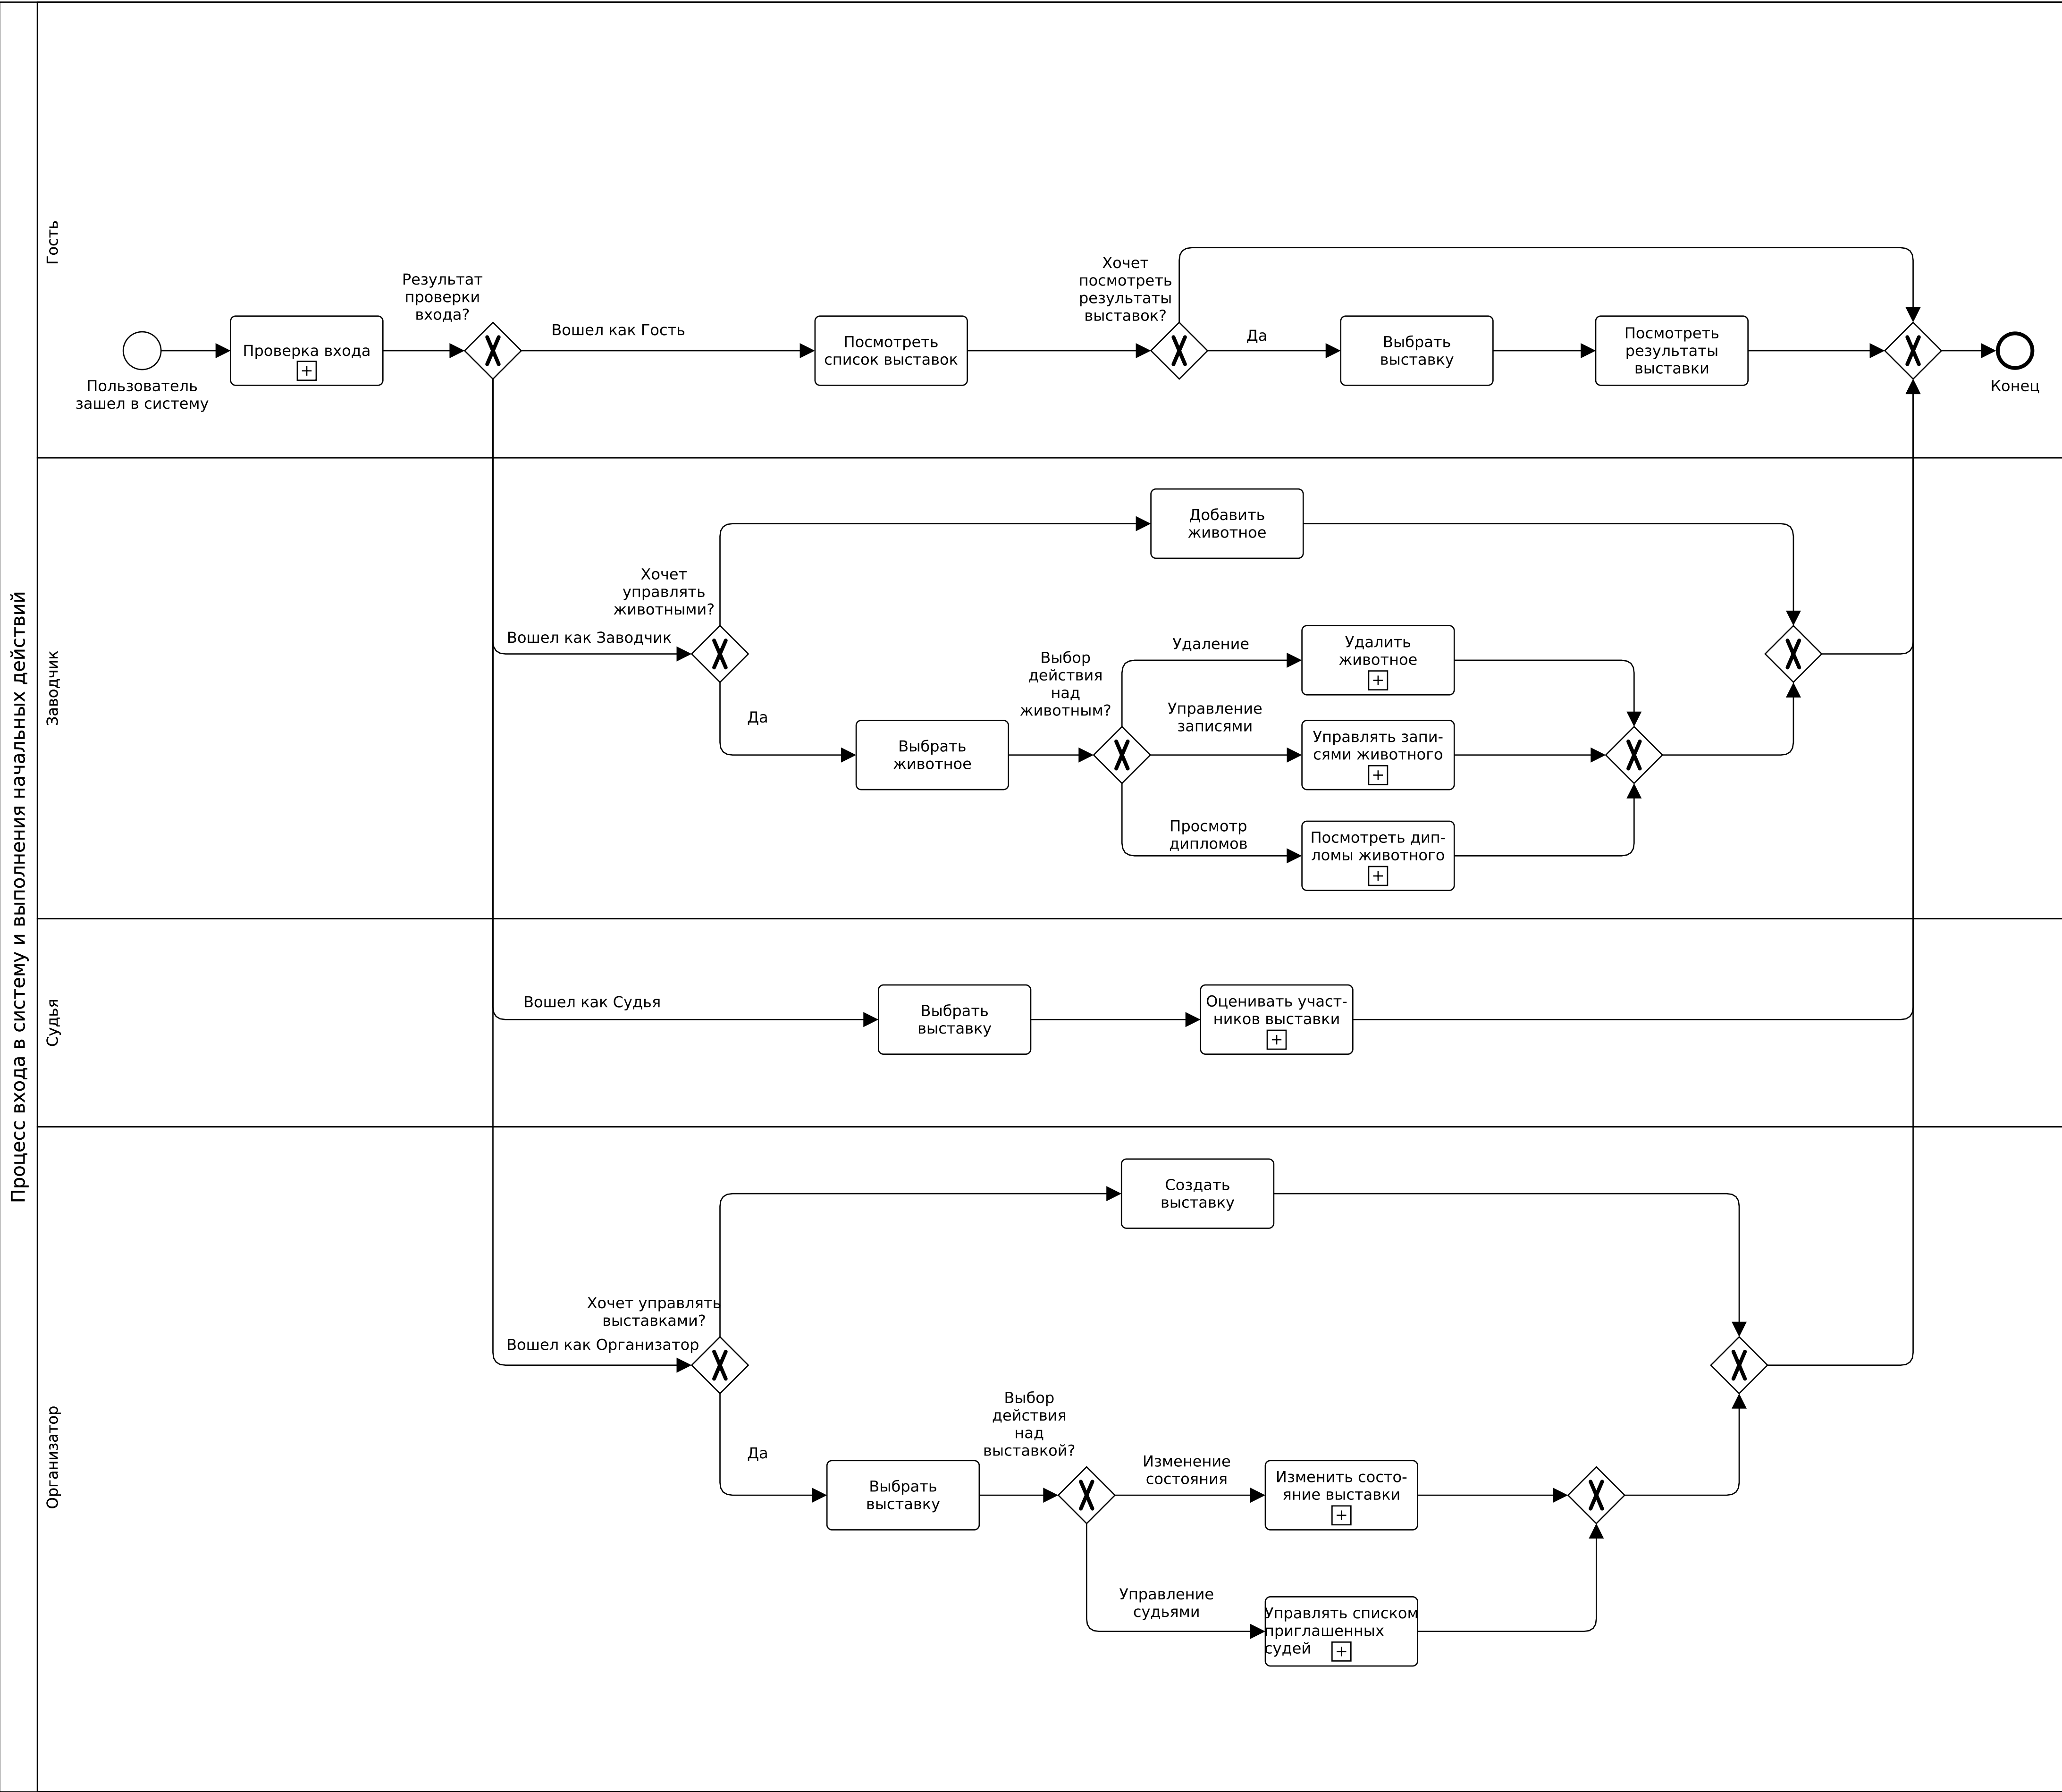 Процесс входа в систему и выполнения начальных действий
Гость
Пользователь
зашел в систему
Проверка входа
Результат
проверки
входа?
Вошел как Гость
Посмотреть
список выставок
Хочет
посмотреть
результаты
выставок?
Да
Выбрать
выставку
Посмотреть
результаты
выставки
Конец
Заводчик
Вошел как Заводчик
Хочет
управлять
животными?
Добавить
животное
Да
Выбрать
животное
Выбор
действия
над
животным?
Удаление
Удалить
животное
Управление
записями
Управлять запи-
сями животного
Просмотр
дипломов
Посмотреть дип-
ломы животного
Судья
Вошел как Судья
Выбрать
выставку
Оценивать участ-
ников выставки
Организатор
Хочет управлять
выставками?
Вошел как Организатор
Создать
выставку
Да
Выбрать
выставку
Выбор
действия
над
выставкой?
Изменение
состояния
Изменить состо-
яние выставки
Управление
судьями
Управлять списком
приглашенных
судей